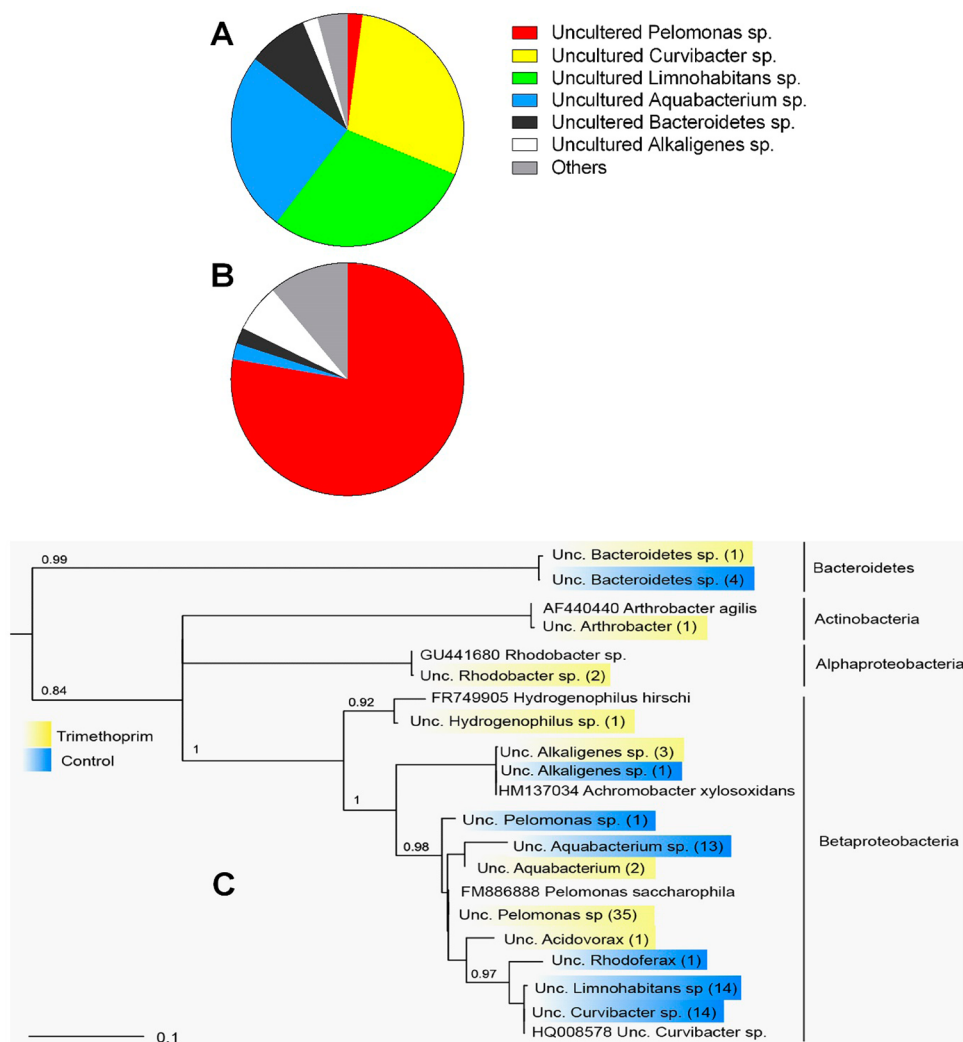 A
Uncultered Pelomonas sp.
Uncultured Curvibacter sp.
Uncultured Limnohabitans sp.
Uncultured Aquabacterium sp.
Uncultured Bacteroidetes sp.
Uncultured Alkaligenes sp.
Others
B
0.99
Unc. Bacteroidetes sp. (1)
Unc. Bacteroidetes sp. (4)
Bacteroidetes
AF440440 Arthrobacter agilis
Unc. Arthrobacter (1)
Actinobacteria
GU441680 Rhodobacter sp.
Unc. Rhodobacter sp. (2)
Alphaproteobacteria
0.84
0.92
FR749905 Hydrogenophilus hirschi
Unc. Hydrogenophilus sp. (1)
Trimethoprim
Control
1
Unc. Alkaligenes sp. (3)
Unc. Alkaligenes sp. (1)
HM137034 Achromobacter xylosoxidans
1
Unc. Pelomonas sp. (1)
Betaproteobacteria
0.98
Unc. Aquabacterium sp. (13)
Unc. Aquabacterium (2)
C
FM886888 Pelomonas saccharophila
Unc. Pelomonas sp (35)
Unc. Acidovorax (1)
Unc. Rhodoferax (1)
0.97
Unc. Limnohabitans sp (14)
Unc. Curvibacter sp. (14)
HQ008578 Unc. Curvibacter sp.
0.1